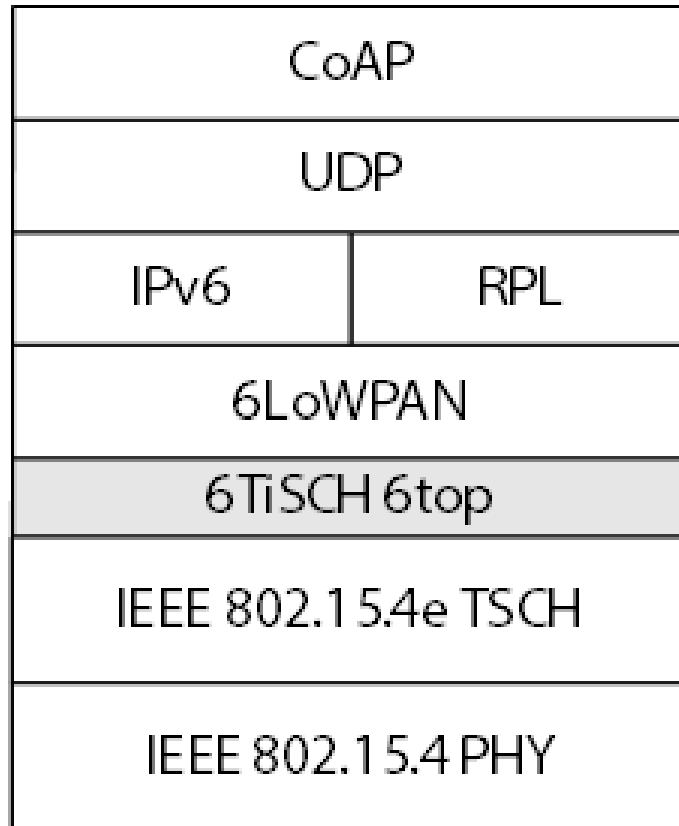 CoAP
UDP
IPv6 RPL
6LoWPAN
6TiSCH 6top
IEEE 802.15.4e TSCH
IEEE 802.15.4 PHY